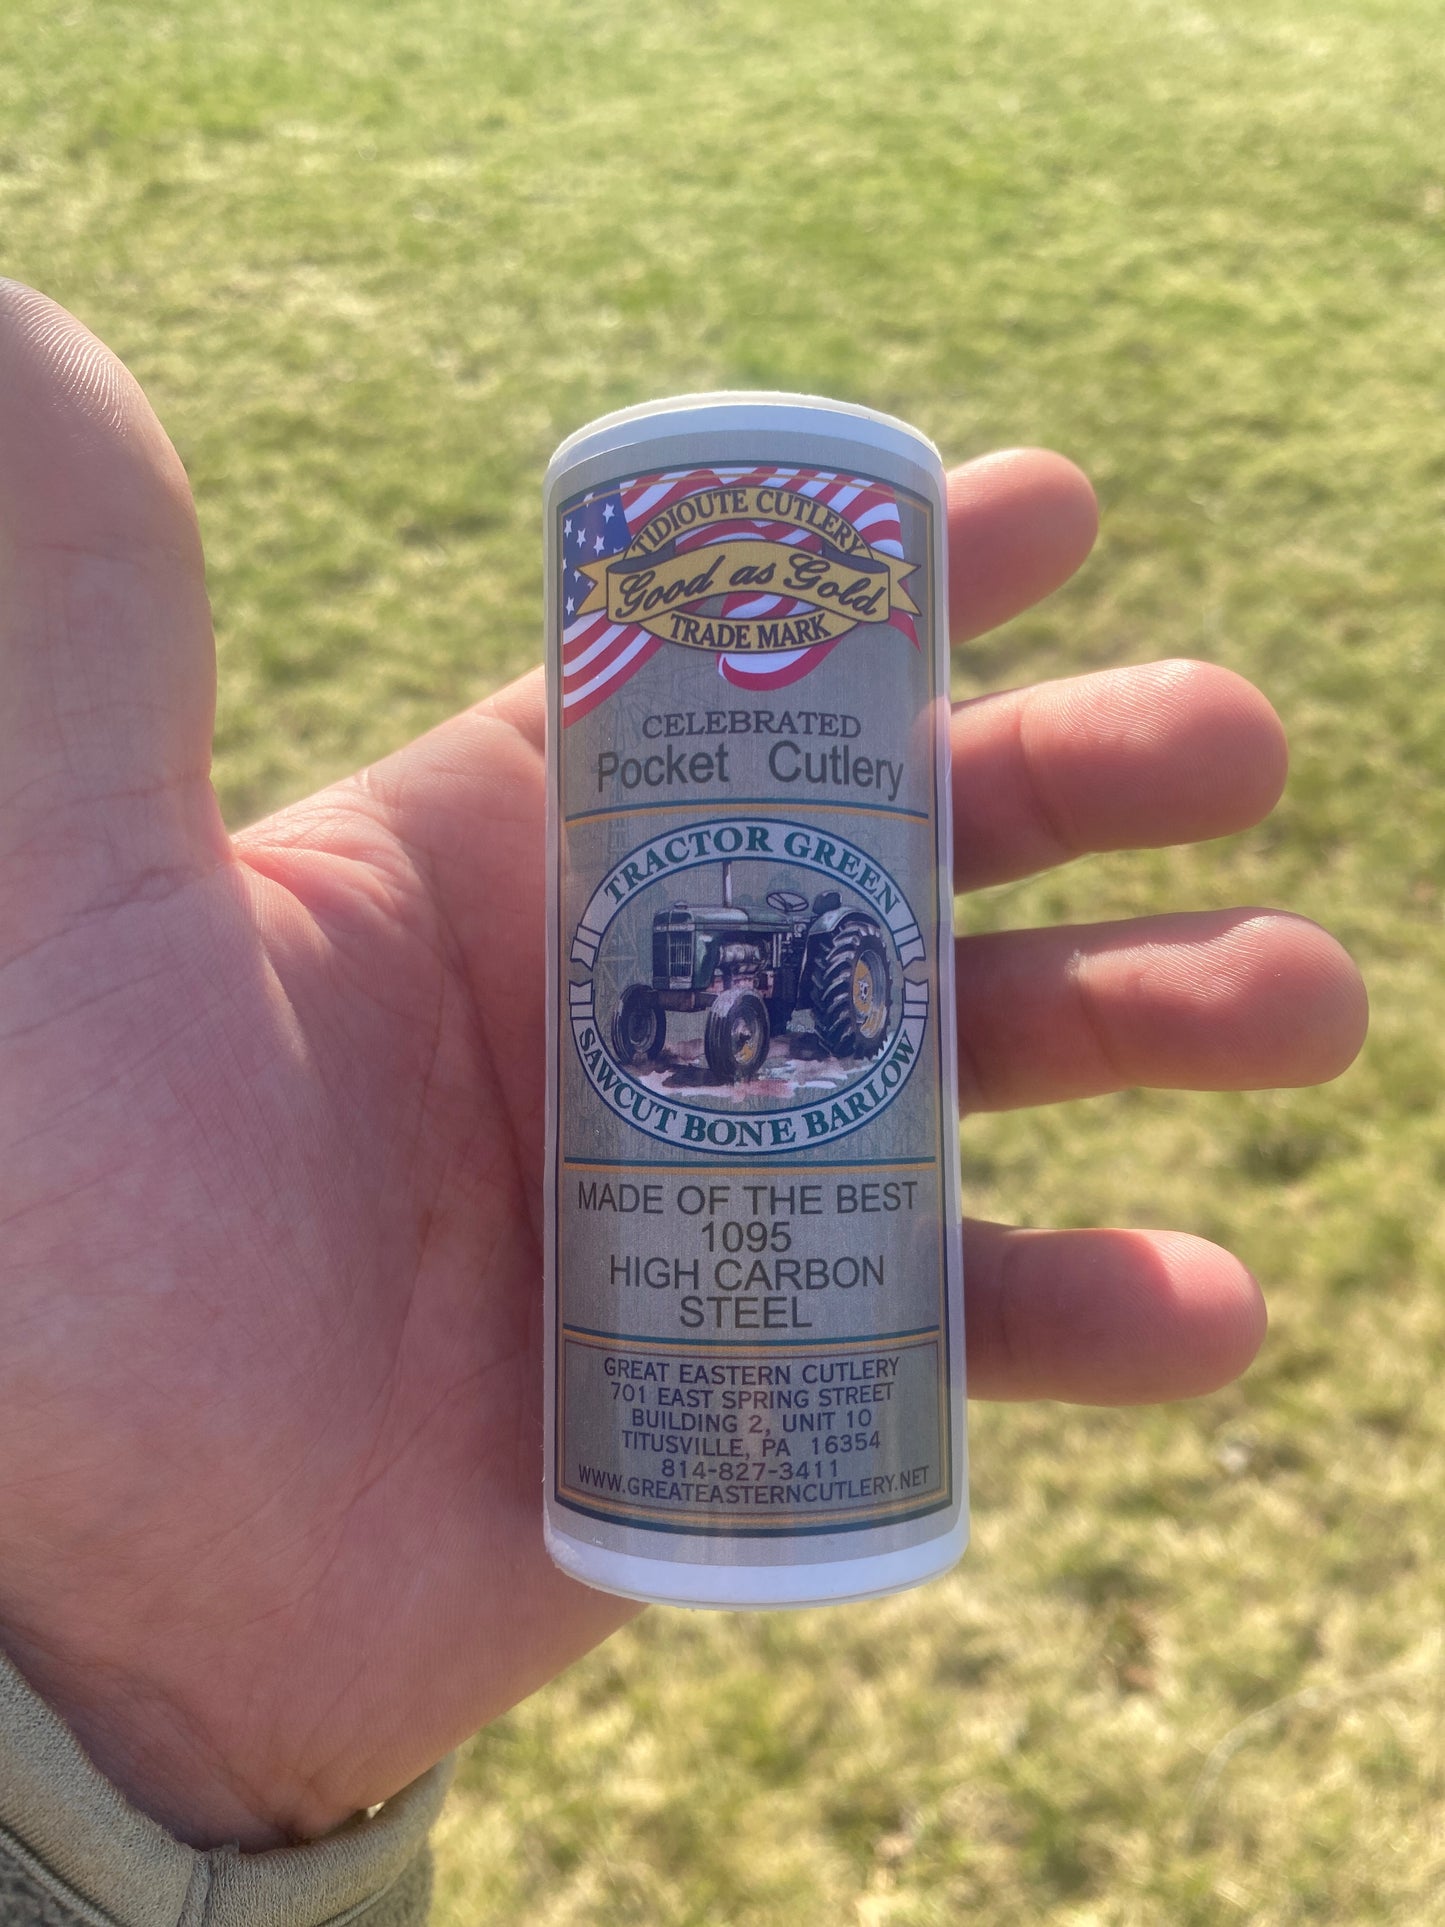 TIDIOUTE CUTLERY
Good as Gold
TRADE MARK
CELEBRATED
Pocket Cutlery
TRACTOR GREEN
SAWCUT BONE BARLOW
MADE OF THE BEST
1095
HIGH CARBON
STEEL
GREAT EASTERN CUTLERY
701 EAST SPRING STREET
BUILDING 2, UNIT 10
TITUSVILLE, PA 16354
814-827-3411
WWW.GREATEASTERNCUTLERY.NET